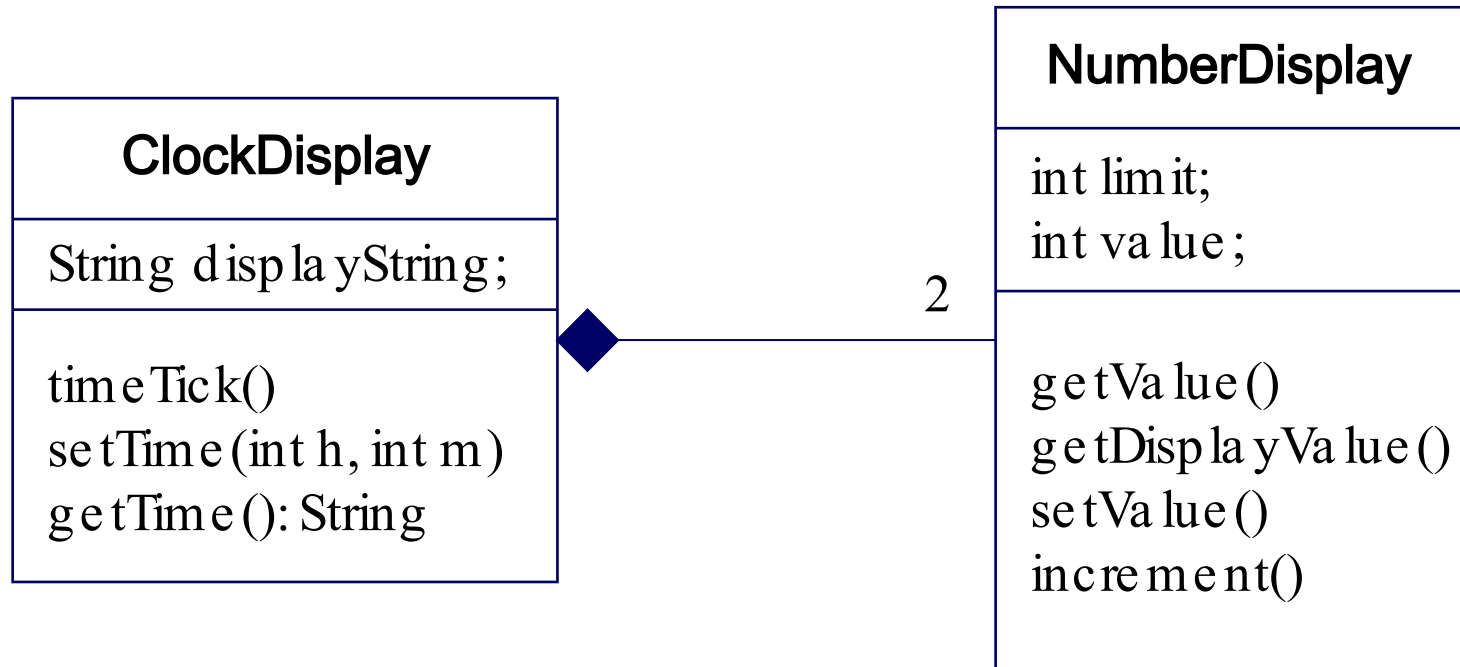 ClockDisplay
String displayString;
timeTick()
setTime(int h, int m)
getTime(): String
2
NumberDisplay
int limit;
int value;
getValue()
getDisplayValue()
setValue()
increment()